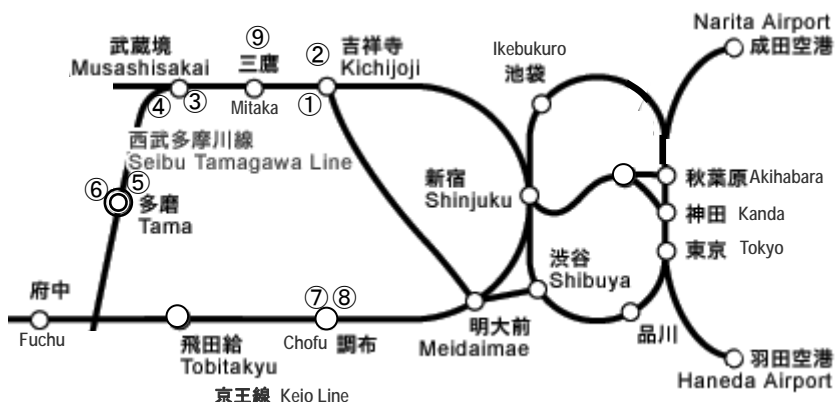 Narita Airport
成田空港
武蔵境
Musashisakai
⑨
三鷹
Mitaka
②
吉祥寺
Kichijoji
Ikebukuro
池袋
④
③
①
西武多摩川線
Seibu Tamagawa Line
⑥
⑤
多磨
Tama
新宿
Shinjuku
秋葉原 Akihabara
神田 Kanda
東京 Tokyo
渋谷
Shibuya
府中
Fuchu
飛田給
Tobitakyu
⑦ ⑧
Chofu 調布
明大前
Meidaimae
品川
羽田空港
Haneda Airport
京王線 Keio Line